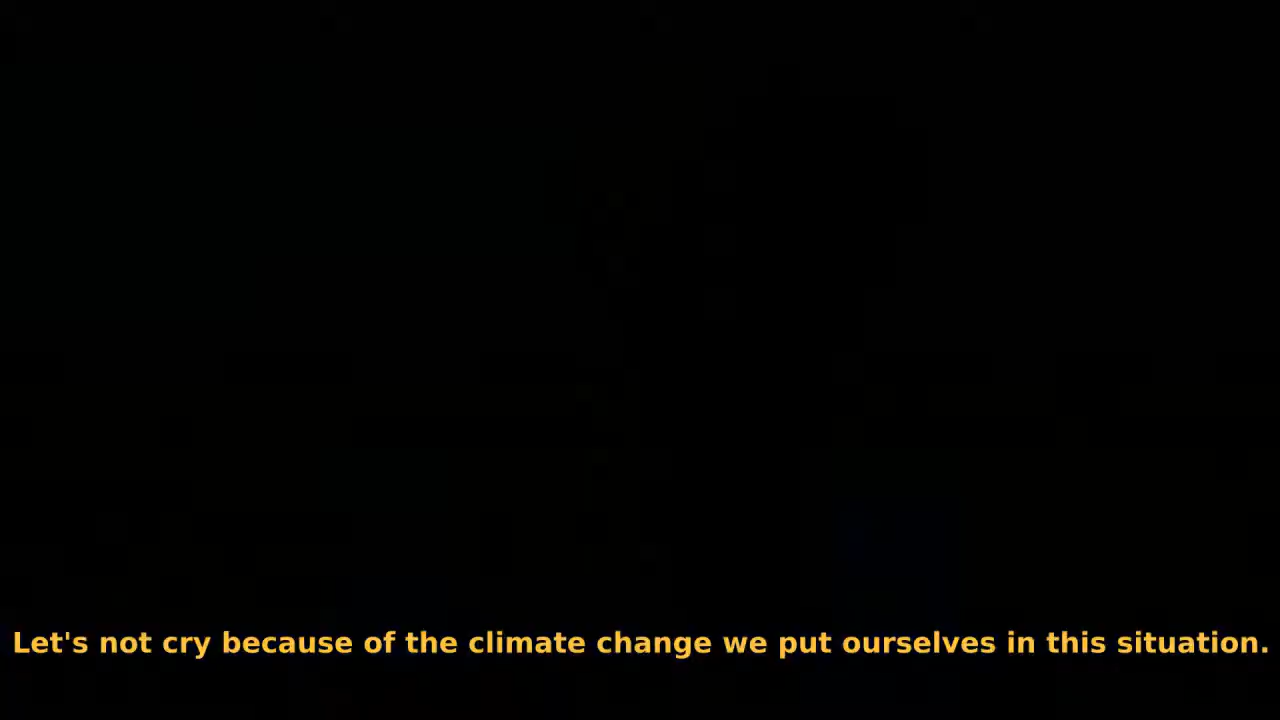 Let's not cry because of the climate change we put ourselves in this situation.